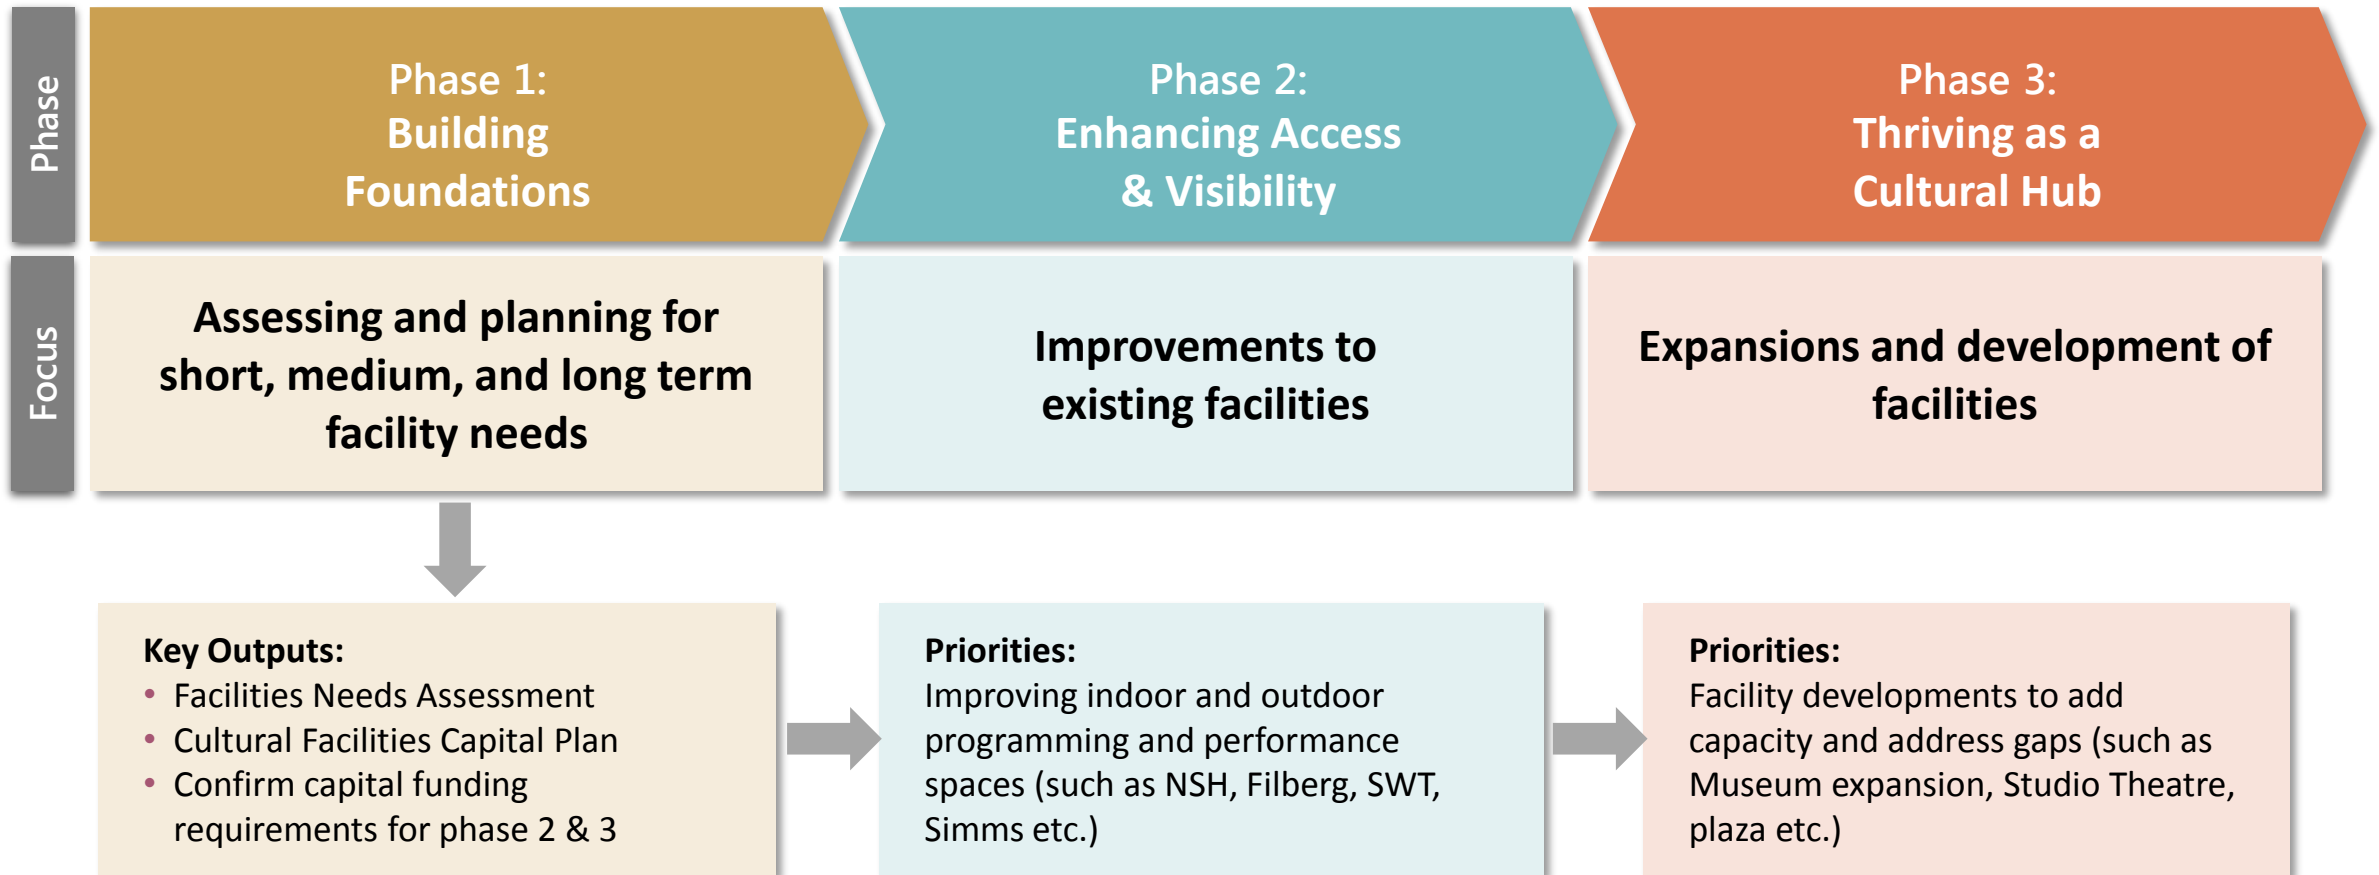 Phase
Phase 1:
Building
Foundations
Phase 2:
Enhancing Access
& Visibility
Phase 3:
Thriving as a
Cultural Hub
Focus
Assessing and planning for
short, medium, and long term
facility needs
Improvements to
existing facilities
Expansions and development of
facilities
Key Outputs:
• Facilities Needs Assessment
• Cultural Facilities Capital Plan
• Confirm capital funding
requirements for phase 2 & 3
Priorities:
Improving indoor and outdoor
programming and performance
spaces (such as NSH, Filberg, SWT,
Simms etc.)
Priorities:
Facility developments to add
capacity and address gaps (such as
Museum expansion, Studio Theatre,
plaza etc.)